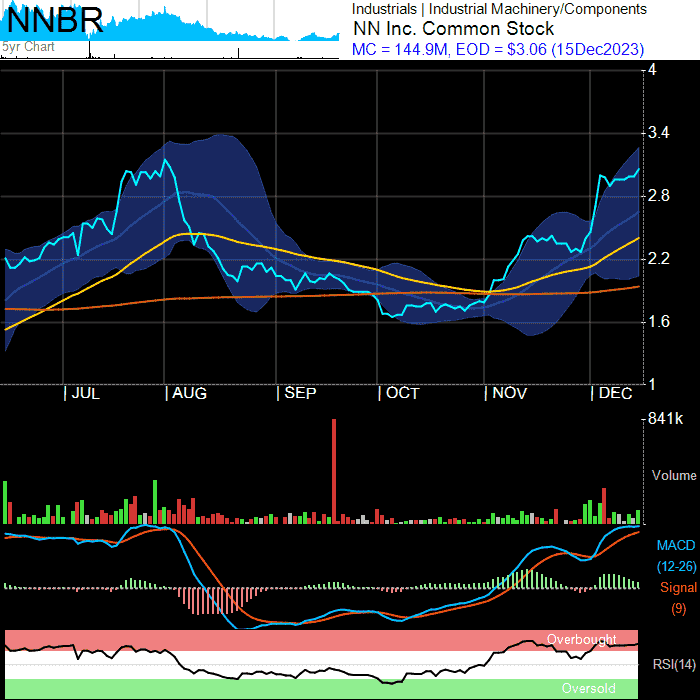 NNBR
5yr Chart
Industrials | Industrial Machinery/Components
NN Inc. Common Stock
MC = 144.9M, EOD = $3.06 (15Dec2023)
4
3.4
2.8
2.2
1.6
1
| JUL
| AUG
| SEP
| OCT
| NOV
| DEC
841k
Volume
MACD
(12-26)
Signal
(9)
Overbought
RSI(14)
Oversold